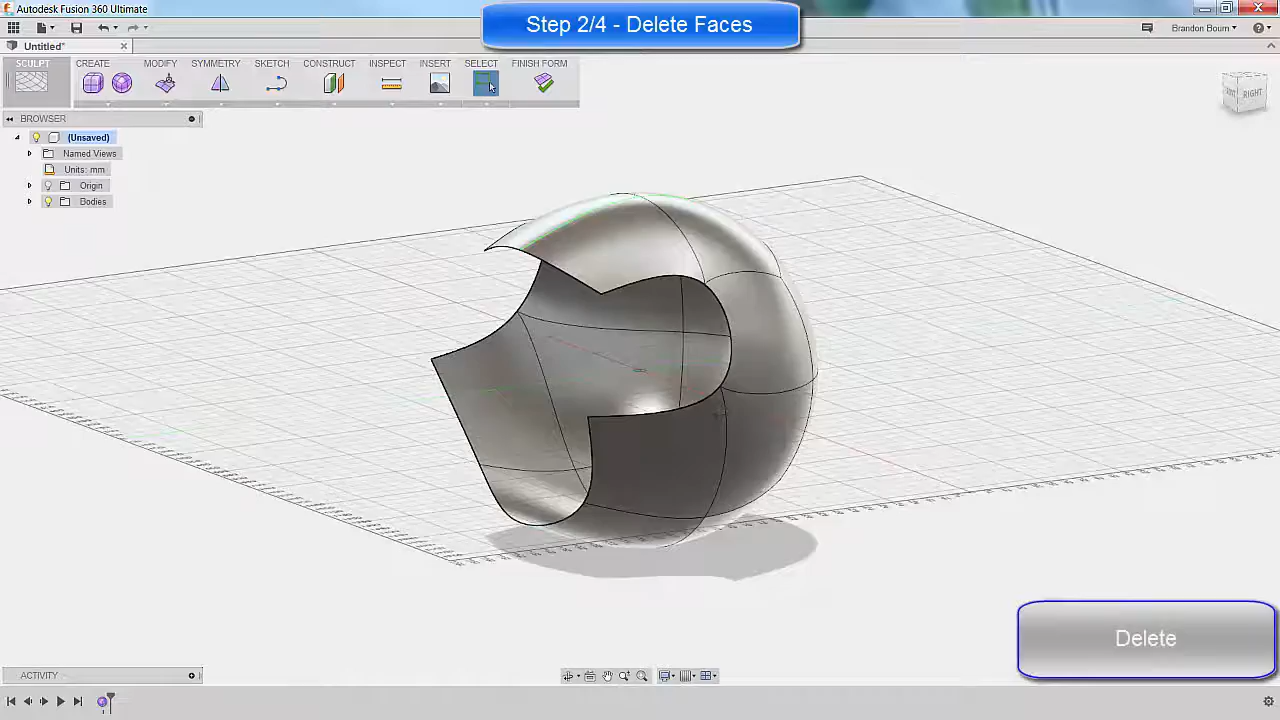 Autodesk Fusion 360 Ultimate
Step 2/4 - Delete Faces
Brandon Bourn
Untitled*
SCULPT CREATE MODIFY SYMMETRY SKETCH CONSTRUCT INSPECT INSERT SELECT FINISH FORM
RIGHT
BROWSER
(Unsaved)
Named Views
Units: mm
Origin
Bodies
Delete
ACTIVITY